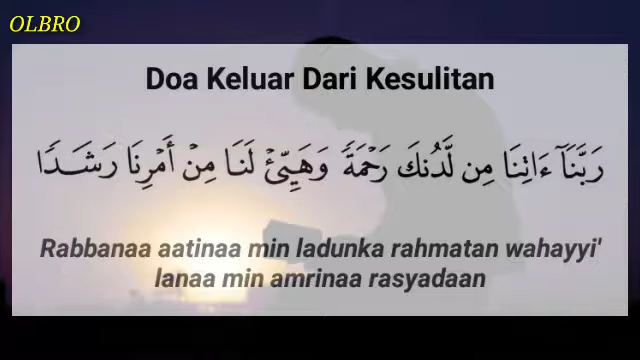 OLBRO
Doa Keluar Dari Kesulitan
رَبَّنَآ ءَاتِنَا مِن لَّدُنكَ رَحْمَةً وَهَيِّئْ لَنَا مِنْ أَمْرِنَا رَشَدًا
Rabbanaa aatinaa min ladunka rahmatan wahayyi'
lanaa min amrinaa rasyadaan